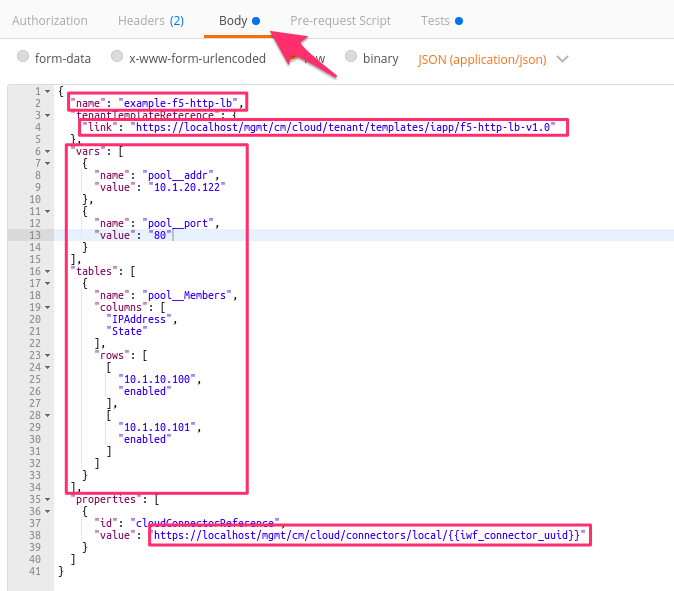 Authorization Headers (2) Body Pre-request Script Tests
form-data x-www-form-urlencoded binary JSON (application/json)
1 {
2 "name": "example-f5-http-lb",
3 "tenantTemplateReference": {
4 "link": "https://localhost/mgmt/cm/cloud/tenant/templates/iapp/f5-http-lb-v1.0"
5 },
6 "vars": [
7 {
8 "name": "pool__addr",
9 "value": "10.1.20.122"
10 },
11 {
12 "name": "pool__port",
13 "value": "80"
14 }
15 ],
16 "tables": [
17 {
18 "name": "pool__Members",
19 "columns": [
20 "IPAddress",
21 "State"
22 ],
23 "rows": [
24 [
25 "10.1.10.100",
26 "enabled"
27 ],
28 [
29 "10.1.10.101",
30 "enabled"
31 ]
32 ]
33 }
34 ],
35 "properties": [
36 {
37 "id": "cloudConnectorReference",
38 "value": "https://localhost/mgmt/cm/cloud/connectors/local/{{iwf_connector_uuid}}"
39 }
40 ]
41 }